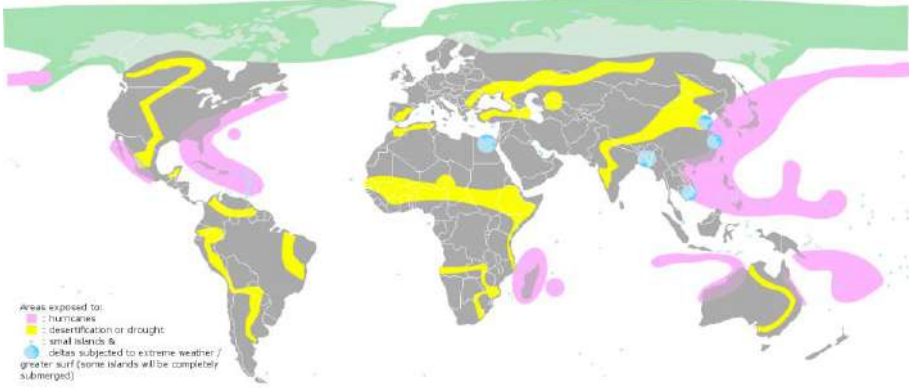 Areas exposed to:
: hurricanes
: desertification or drought
: small islands &
deltas subjected to extreme weather /
greater surf (some islands will be completely
submerged)